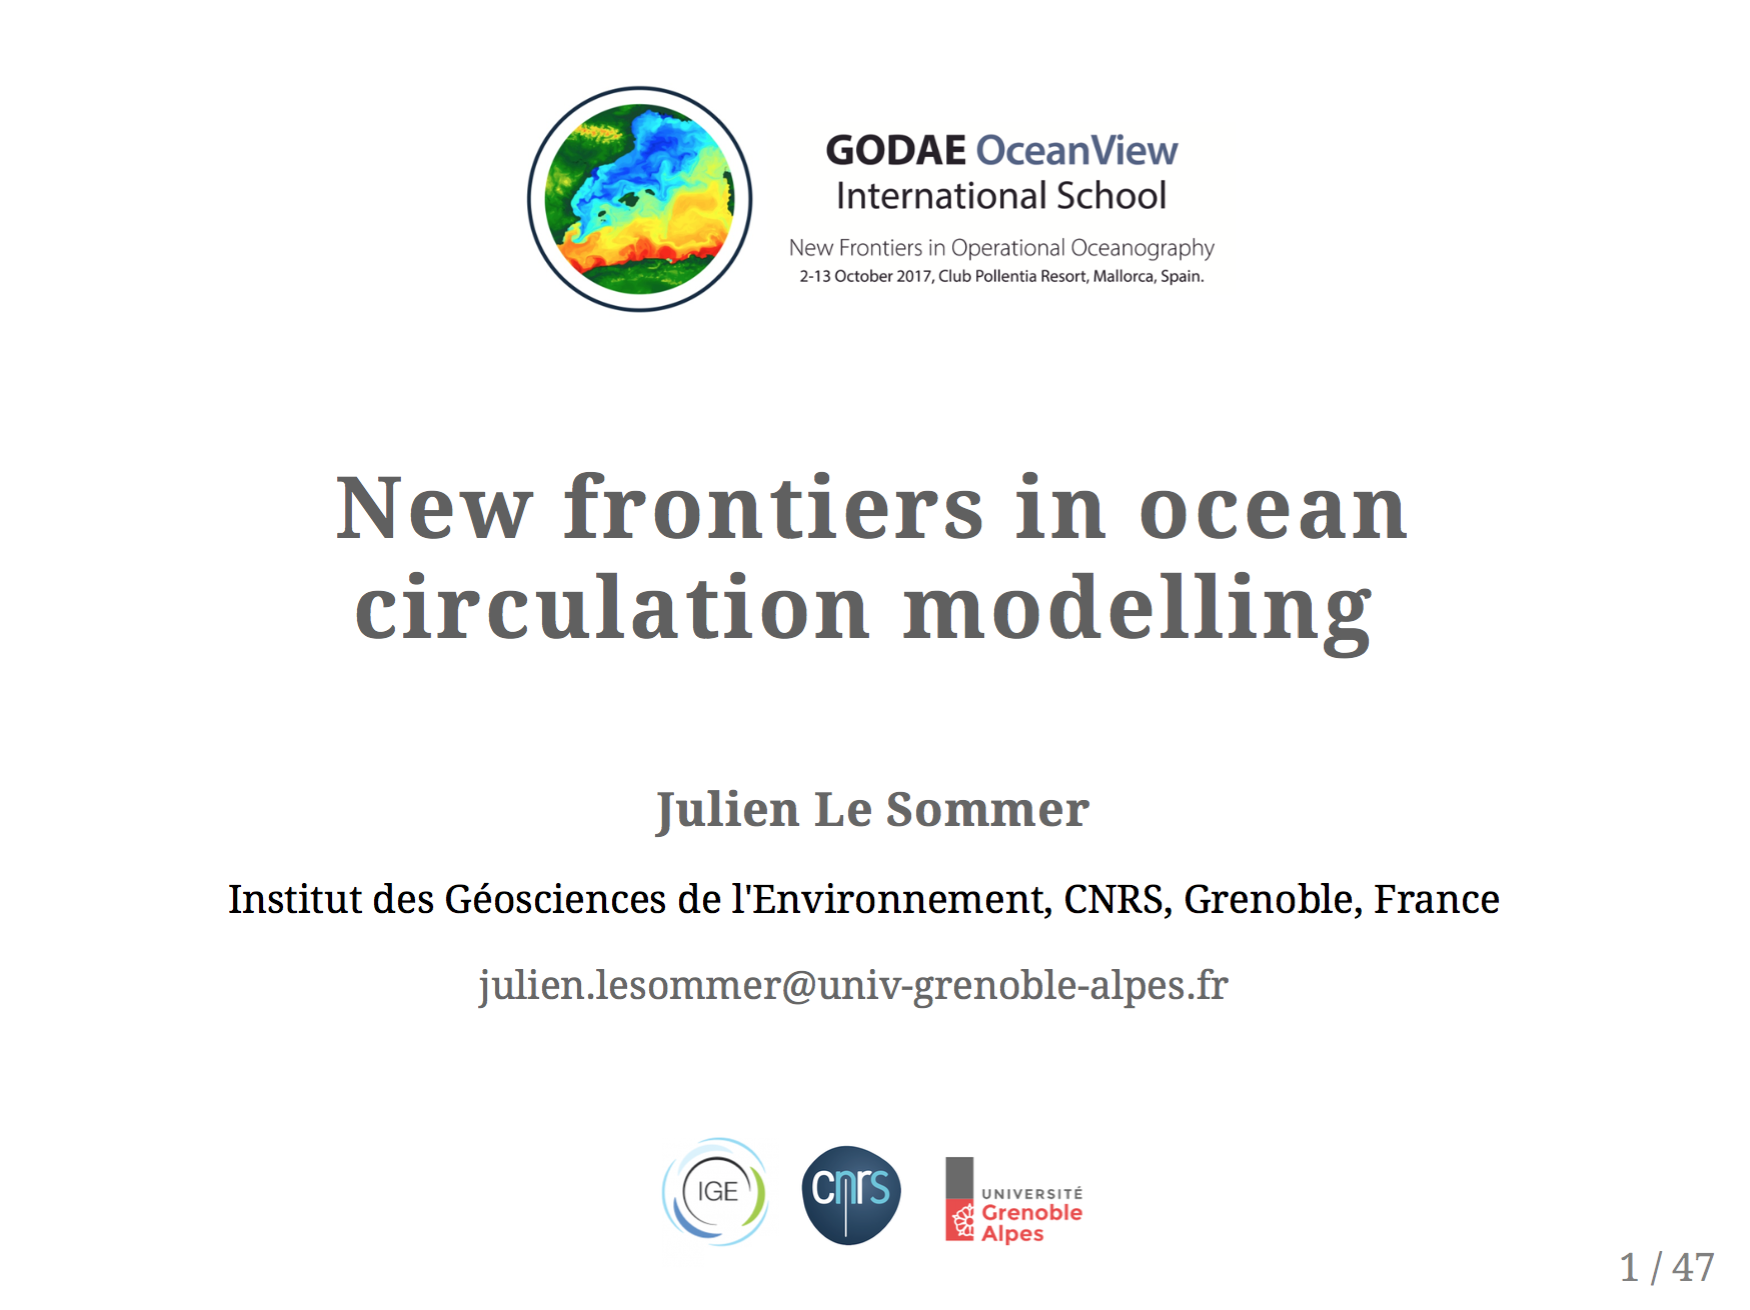 GODAE OceanView
International School
New Frontiers in Operational Oceanography
2-13 October 2017, Club Pollentia Resort, Mallorca, Spain.
New frontiers in ocean
circulation modelling
Julien Le Sommer
Institut des Géosciences de l'Environnement, CNRS, Grenoble, France
julien.lesommer@univ-grenoble-alpes.fr
IGE
cnrs
UNIVERSITÉ
Grenoble
Alpes
1 / 47